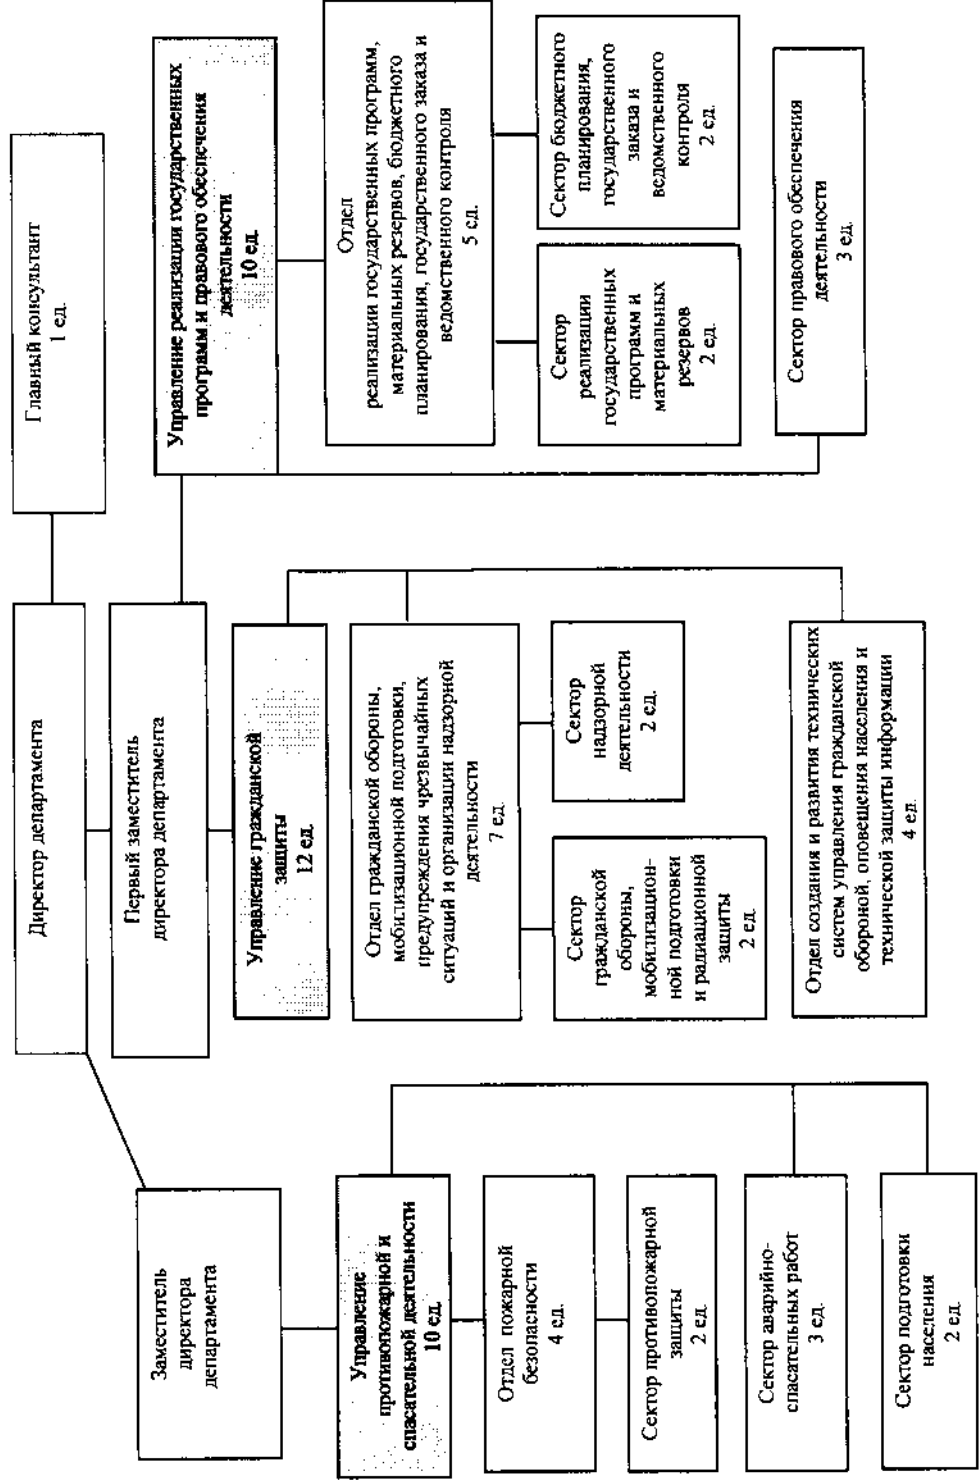 Директор департамента
Главный консультант
1 ед.
Заместитель
директора
департамента
Первый заместитель
директора департамента
Управление
противопожарной и
спасательной деятельности
10 ед.
Отдел пожарной
безопасности
4 ед.
Сектор противопожарной
защиты
2 ед.
Сектор аварийно-
спасательных работ
3 ед.
Сектор подготовки
населения
2 ед.
Управление гражданской
защиты
12 ед.
Отдел гражданской обороны,
мобилизационной подготовки,
предупреждения чрезвычайных
ситуаций и организации надзорной
деятельности
7 ед.
Сектор
гражданской
обороны,
мобилизацион-
ной подготовки
и радиационной
защиты
2 ед.
Сектор
надзорной
деятельности
2 ед.
Отдел создания и развития технических
систем управления гражданской
обороной, оповещения населения и
технической защиты информации
4 ед.
Управление реализации государственных
программ и правового обеспечения
деятельности
10 ед.
Отдел
реализации государственных программ,
материальных резервов, бюджетного
планирования, государственного заказа и
ведомственного контроля
5 ед.
Сектор
реализации
государственных
программ и
материальных
резервов
2 ед.
Сектор бюджетного
планирования,
государственного
заказа и
ведомственного
контроля
2 ед.
Сектор правового обеспечения
деятельности
3 ед.